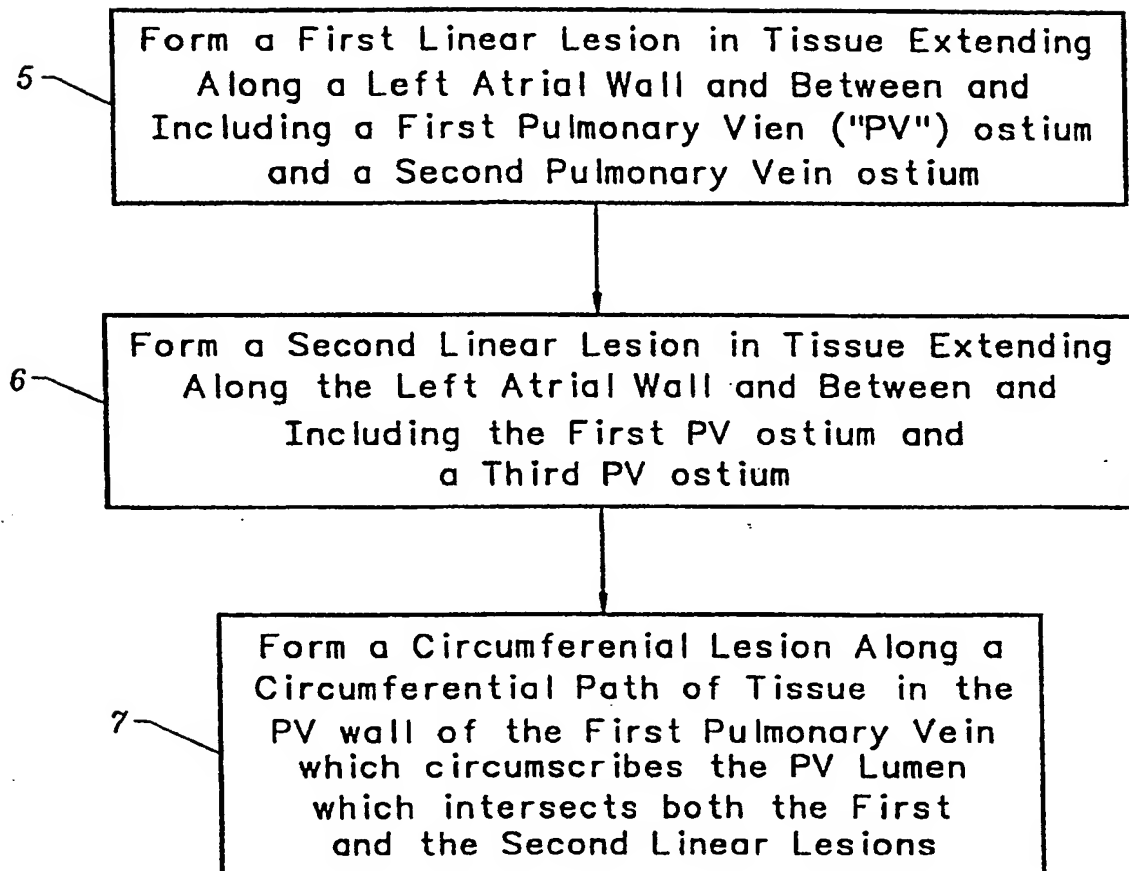 5
Form a First Linear Lesion in Tissue Extending
Along a Left Atrial Wall and Between and
Including a First Pulmonary Vien ("PV") ostium
and a Second Pulmonary Vein ostium
6
Form a Second Linear Lesion in Tissue Extending
Along the Left Atrial Wall and Between and
Including the First PV ostium and
a Third PV ostium
7
Form a Circumferenial Lesion Along a
Circumferential Path of Tissue in the
PV wall of the First Pulmonary Vein
which circumscribes the PV Lumen
which intersects both the First
and the Second Linear Lesions